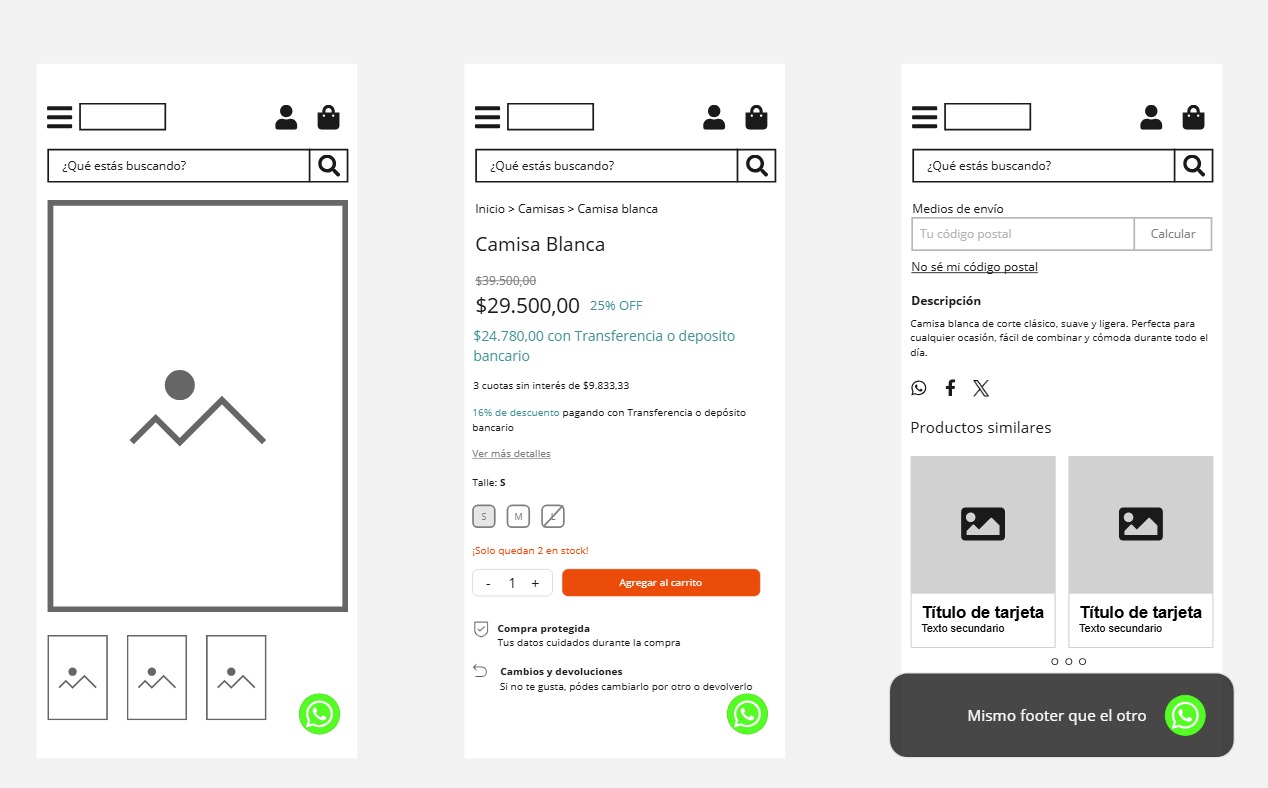 ¿Qué estás buscando?
¿Qué estás buscando?
Inicio > Camisas > Camisa blanca
Camisa Blanca
$39.500,00
$29.500,00 25% OFF
$24.780,00 con Transferencia o deposito
bancario
3 cuotas sin interés de $9.833,33
16% de descuento pagando con Transferencia o depósito
bancario
Ver más detalles
Talle: S
S M L
¡Solo quedan 2 en stock!
- 1 + Agregar al carrito
Compra protegida
Tus datos cuidados durante la compra
Cambios y devoluciones
Si no te gusta, pódes cambiarlo por otro o devolverlo
¿Qué estás buscando?
Medios de envío
Tu código postal Calcular
No sé mi código postal
Descripción
Camisa blanca de corte clásico, suave y ligera. Perfecta para
cualquier ocasión, fácil de combinar y cómoda durante todo el
día.
Productos similares
Título de tarjeta
Texto secundario
Título de tarjeta
Texto secundario
Mismo footer que el otro